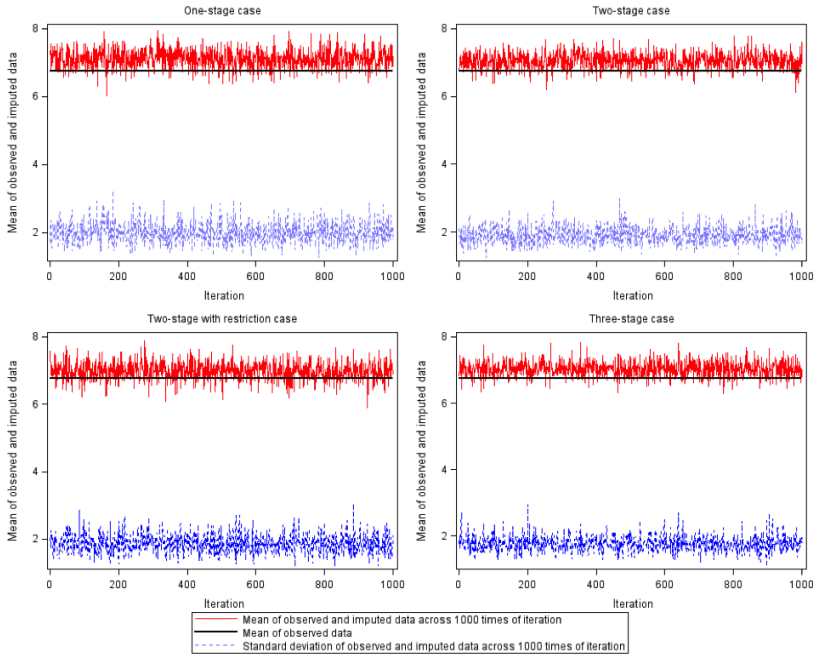 One-stage case
Mean of observed and imputed data
8
6
4
2
0
200
400
600
800
1000
Iteration
Two-stage case
Mean of observed and imputed data
8
6
4
2
0
200
400
600
800
1000
Iteration
Two-stage with restriction case
Mean of observed and imputed data
8
6
4
2
0
200
400
600
800
1000
Iteration
Three-stage case
Mean of observed and imputed data
8
6
4
2
0
200
400
600
800
1000
Iteration
Mean of observed and imputed data across 1000 times of iteration
Mean of observed data
Standard deviation of observed and imputed data across 1000 times of iteration